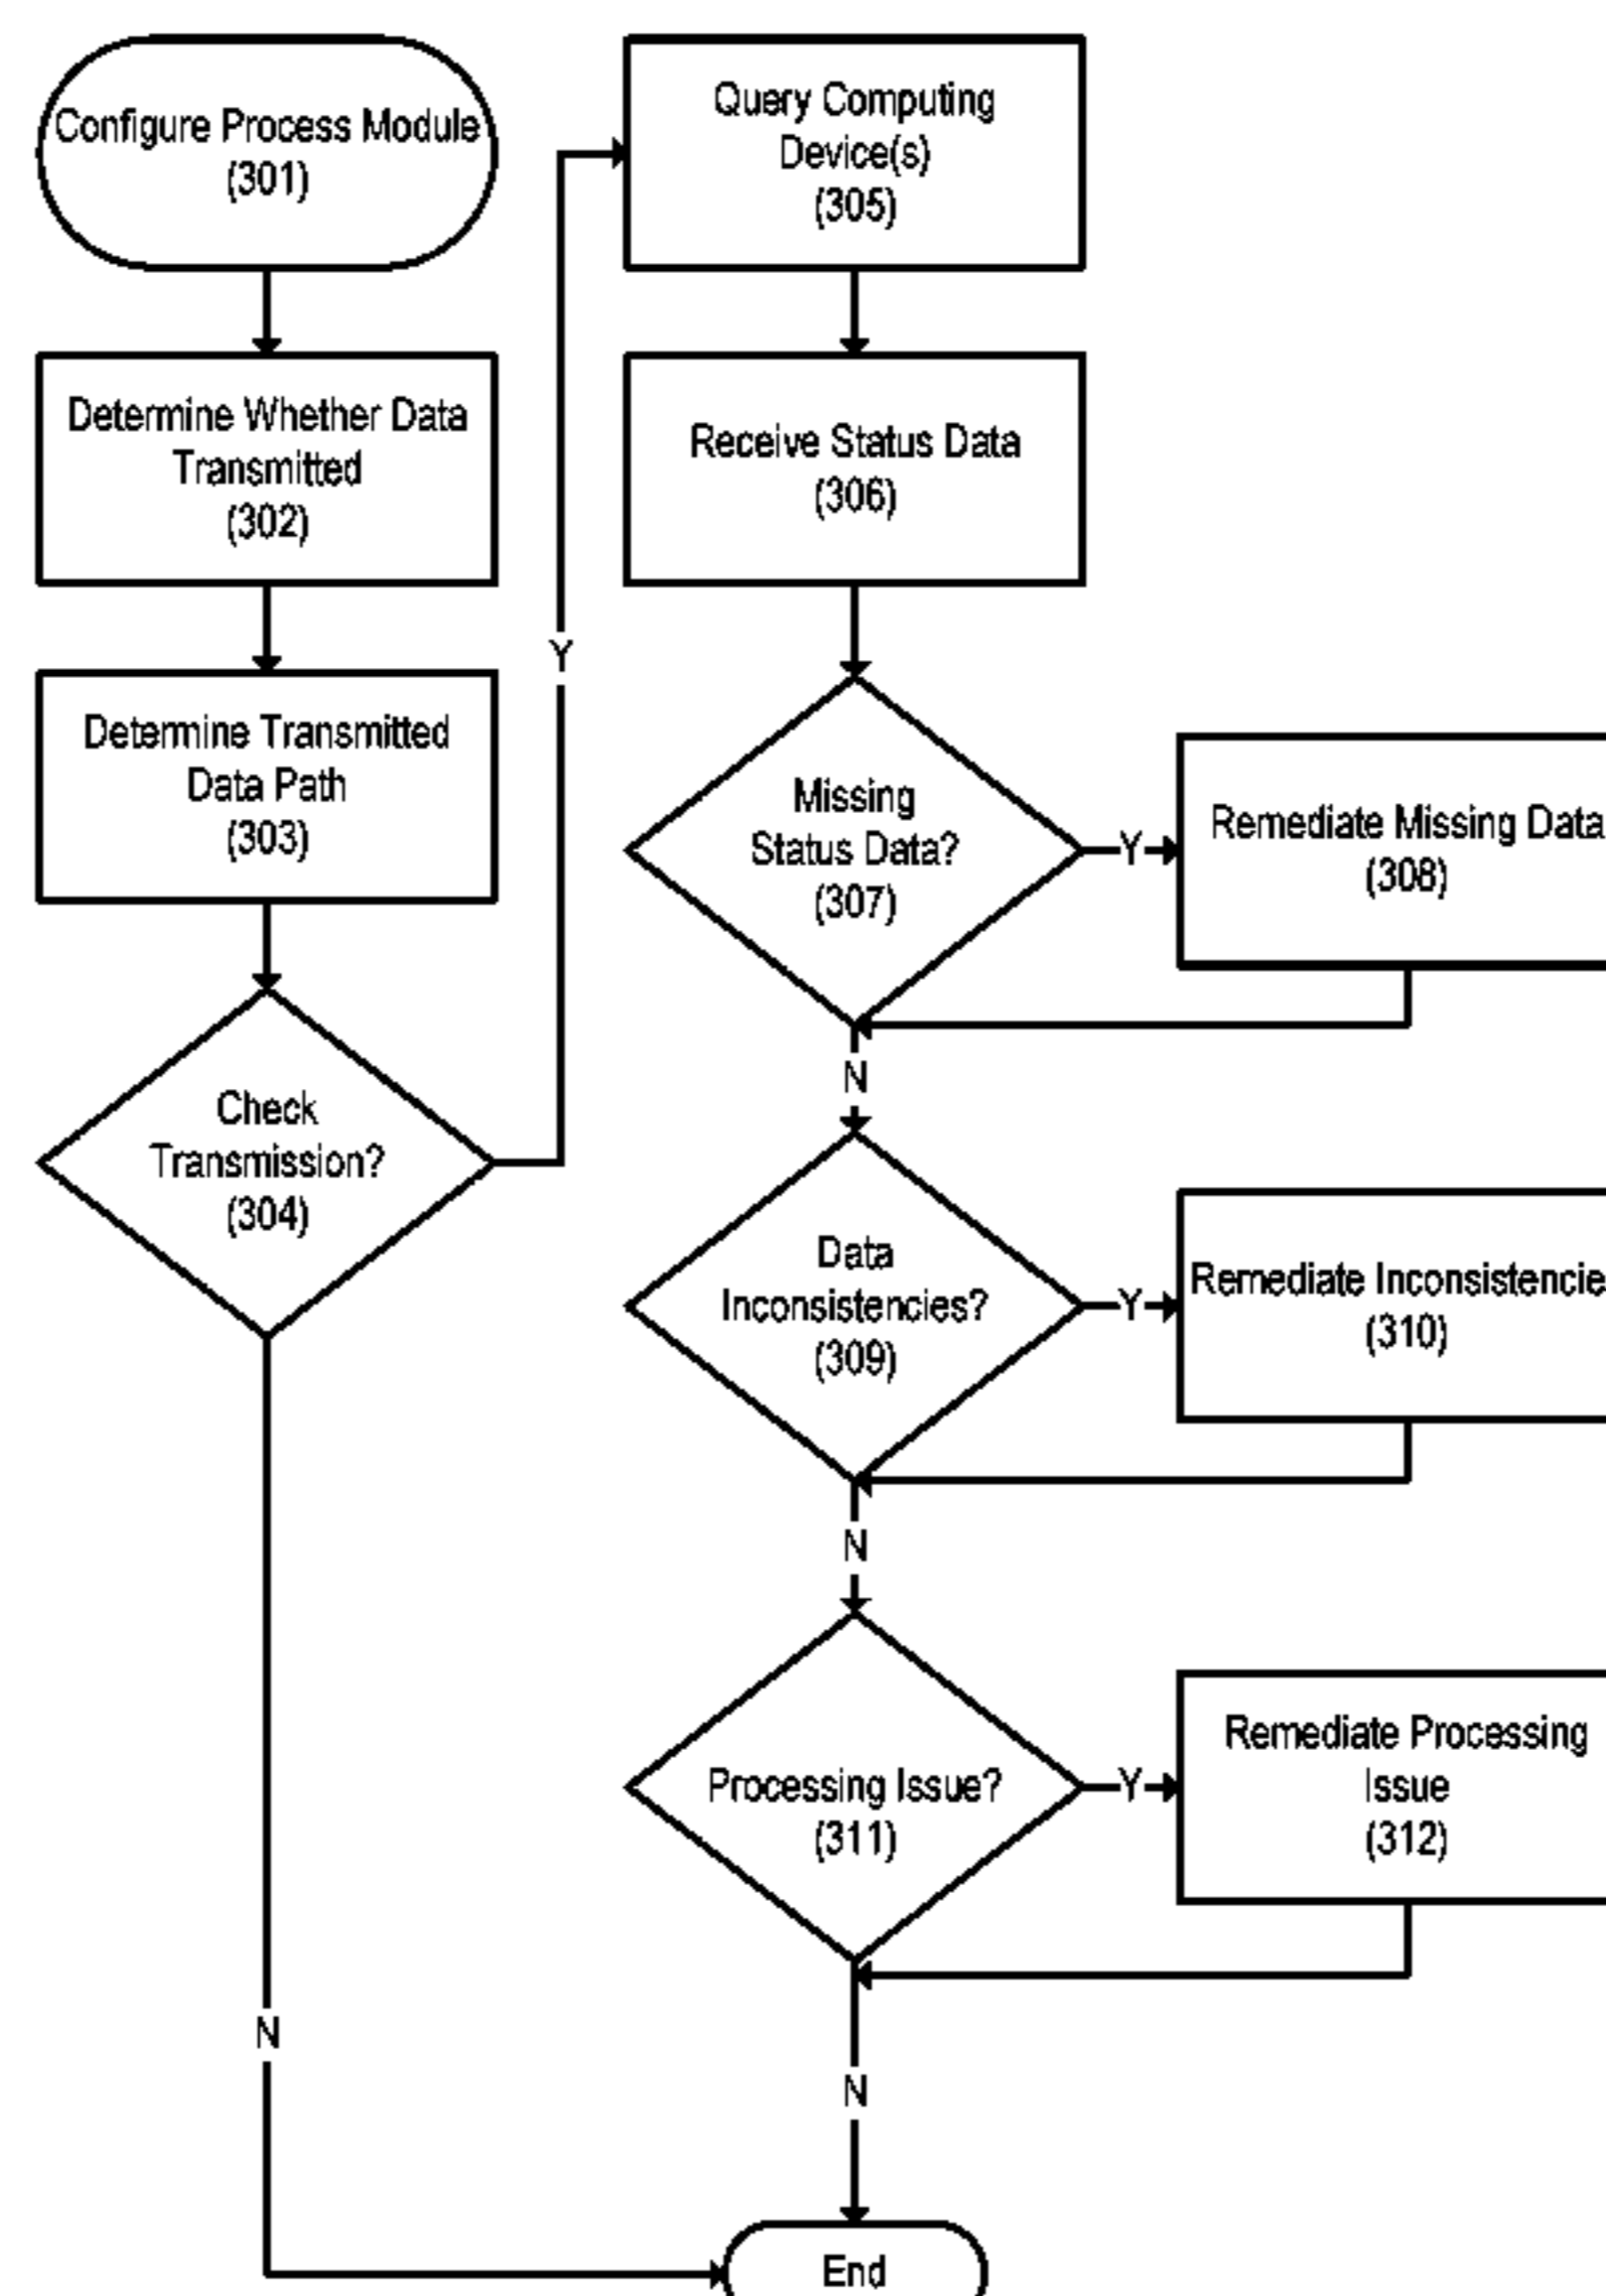 Configure Process Module
(301)
Determine Whether Data
Transmitted
(302)
Determine Transmitted
Data Path
(303)
Check
Transmission?
(304)
N
Y
Query Computing
Device(s)
(305)
Receive Status Data
(306)
Missing
Status Data?
(307)
Y
Remediate Missing Data
(308)
N
Data
Inconsistencies?
(309)
Y
Remediate Inconsistencie
(310)
N
Processing Issue?
(311)
Y
Remediate Processing
Issue
(312)
N
End